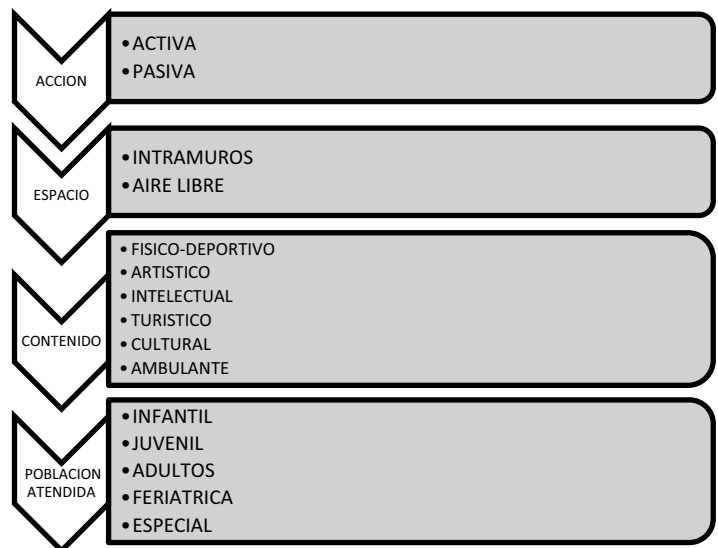 ACCION
•ACTIVA
•PASIVA
ESPACIO
•INTRAMUROS
•AIRE LIBRE
CONTENIDO
•FISICO-DEPORTIVO
•ARTISTICO
•INTELECTUAL
•TURISTICO
•CULTURAL
•AMBULANTE
POBLACION
ATENDIDA
•INFANTIL
•JUVENIL
•ADULTOS
•FERIATRICA
•ESPECIAL